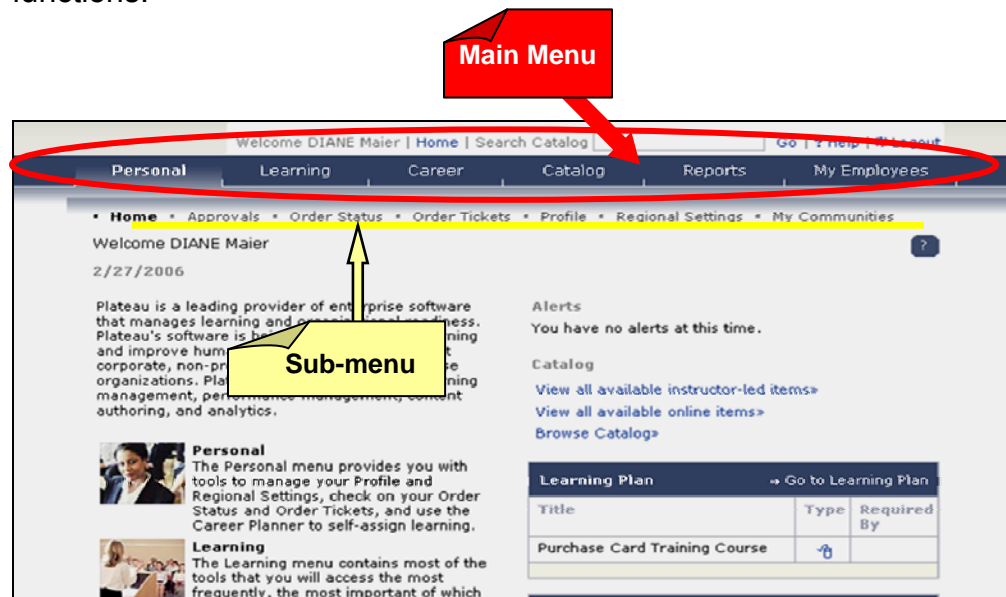 functions.
Main Menu
Welcome DIANE Maier | Home | Search Catalog Go | ? Help | Logout
Personal Learning Career Catalog Reports My Employees
• Home • Approvals • Order Status • Order Tickets • Profile • Regional Settings • My Communities
Welcome DIANE Maier
?
2/27/2006
Plateau is a leading provider of enterprise software
that manages learning and organizational readiness.
Plateau's software is
and improve
corporate,
organizations.
management,
authoring, and analytics.
Sub-menu
Personal
The Personal menu provides you with
tools to manage your Profile and
Regional Settings, check on your Order
Status and Order Tickets, and use the
Career Planner to self-assign learning.
Learning
The Learning menu contains most of the
tools that you will access the most
frequently, the most important of which
Alerts
You have no alerts at this time.
Catalog
View all available instructor-led items»
View all available online items»
Browse Catalog»
Learning Plan → Go to Learning Plan
Title Type Required
By
Purchase Card Training Course